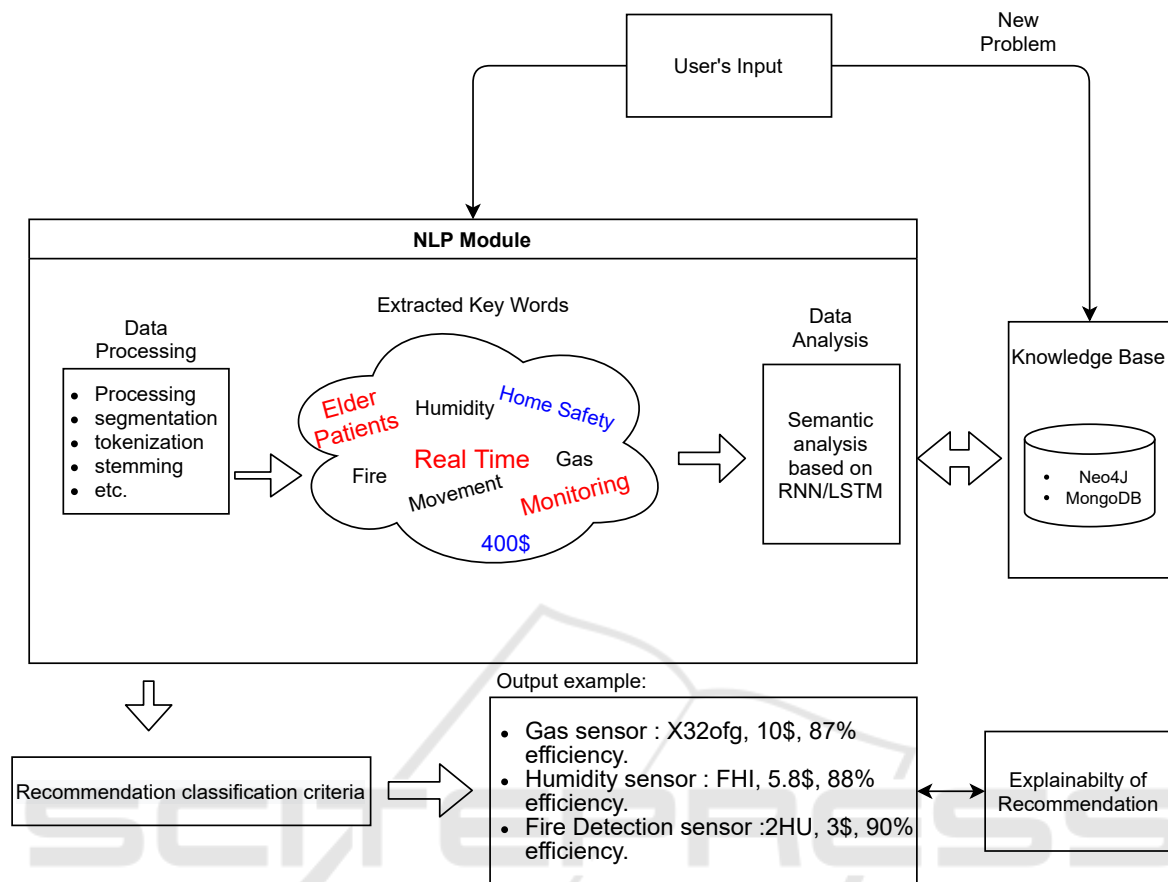 New
Problem
User's Input
NLP Module
Extracted Key Words
Data
Processing
• Processing
• segmentation
• tokenization
• stemming
• etc.
Elder
Patients
Humidity
Home Safety
Real Time
Fire
Gas
Movement
Monitoring
400$
Data
Analysis
Semantic
analysis
based on
RNN/LSTM
Knowledge Base
• Neo4J
• MongoDB
Recommendation classification criteria
Output example:
• Gas sensor : X32ofg, 10$, 87%
efficiency.
• Humidity sensor : FHI, 5.8$, 88%
efficiency.
• Fire Detection sensor :2HU, 3$, 90%
efficiency.
Explainabilty of
Recommendation
SCITEPRESS